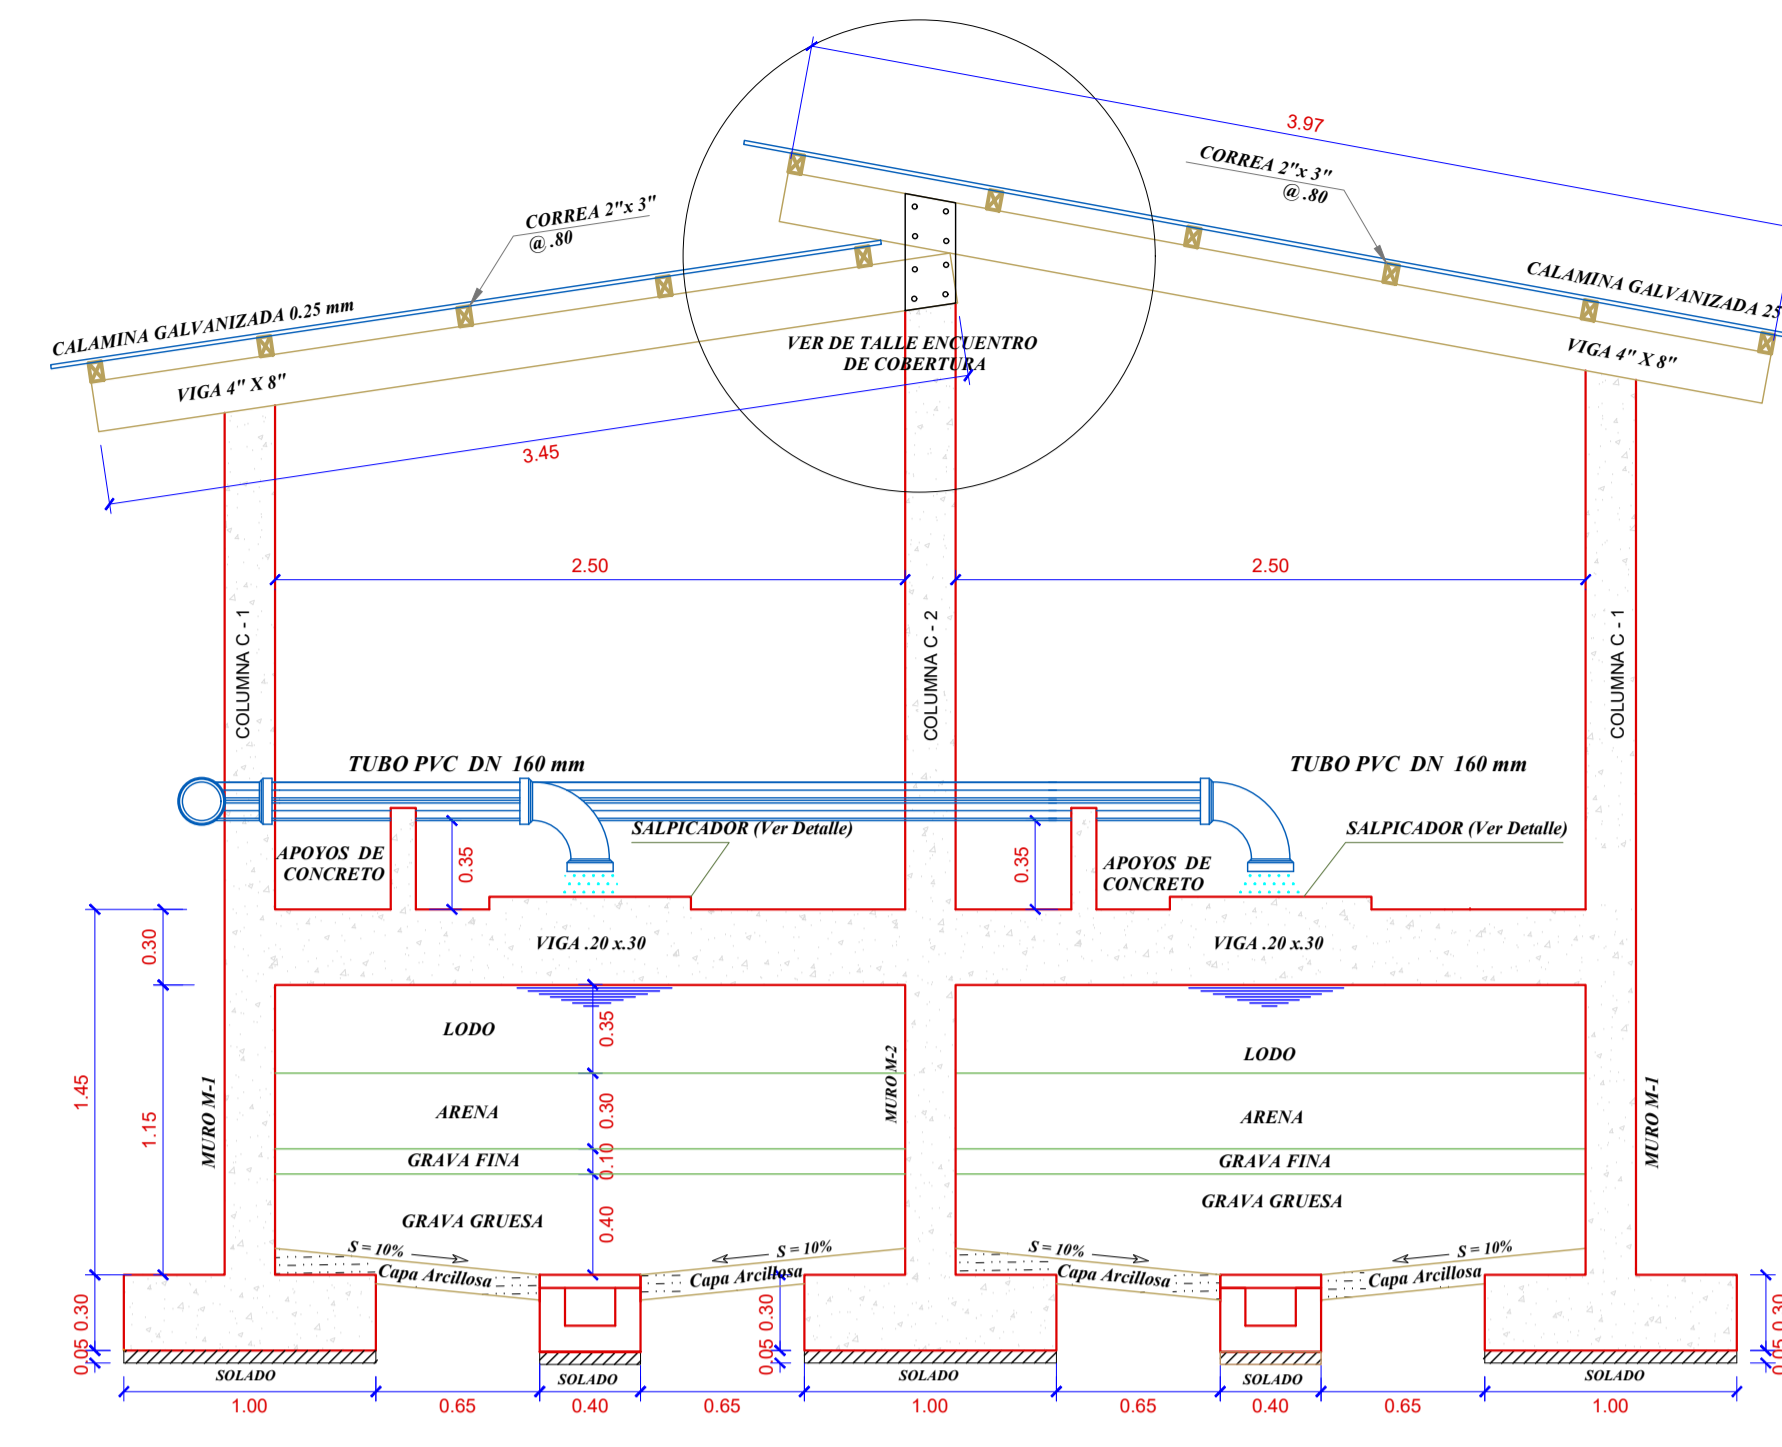 3.97
CORREA 2"x 3"
@ .80
CORREA 2"x 3"
@ .80
CALAMINA GALVANIZADA 0.25 mm
CALAMINA GALVANIZADA 25
VIGA 4" X 8"
VIGA 4" X 8"
VER DE TALLE ENCUENTRO
DE COBERTURA
3.45
2.50
2.50
COLUMNA C - 1
COLUMNA C - 2
COLUMNA C - 1
TUBO PVC DN 160 mm
TUBO PVC DN 160 mm
SALPICADOR (Ver Detalle)
SALPICADOR (Ver Detalle)
APOYOS DE
CONCRETO
0.35
0.35
APOYOS DE
CONCRETO
0.30
VIGA .20 x.30
VIGA .20 x.30
1.45
1.15
MURO M-1
LODO
0.35
MURO M-2
LODO
MURO M-1
ARENA
0.30
ARENA
GRAVA FINA
0.10
GRAVA FINA
GRAVA GRUESA
0.40
GRAVA GRUESA
S = 10%
S = 10%
S = 10%
S = 10%
Capa Arcillosa
Capa Arcillosa
Capa Arcillosa
Capa Arcillosa
0.30
0.30
0.30
0.05
0.05
0.05
SOLADO
SOLADO
SOLADO
SOLADO
SOLADO
1.00
0.65
0.40
0.65
1.00
0.65
0.40
0.65
1.00